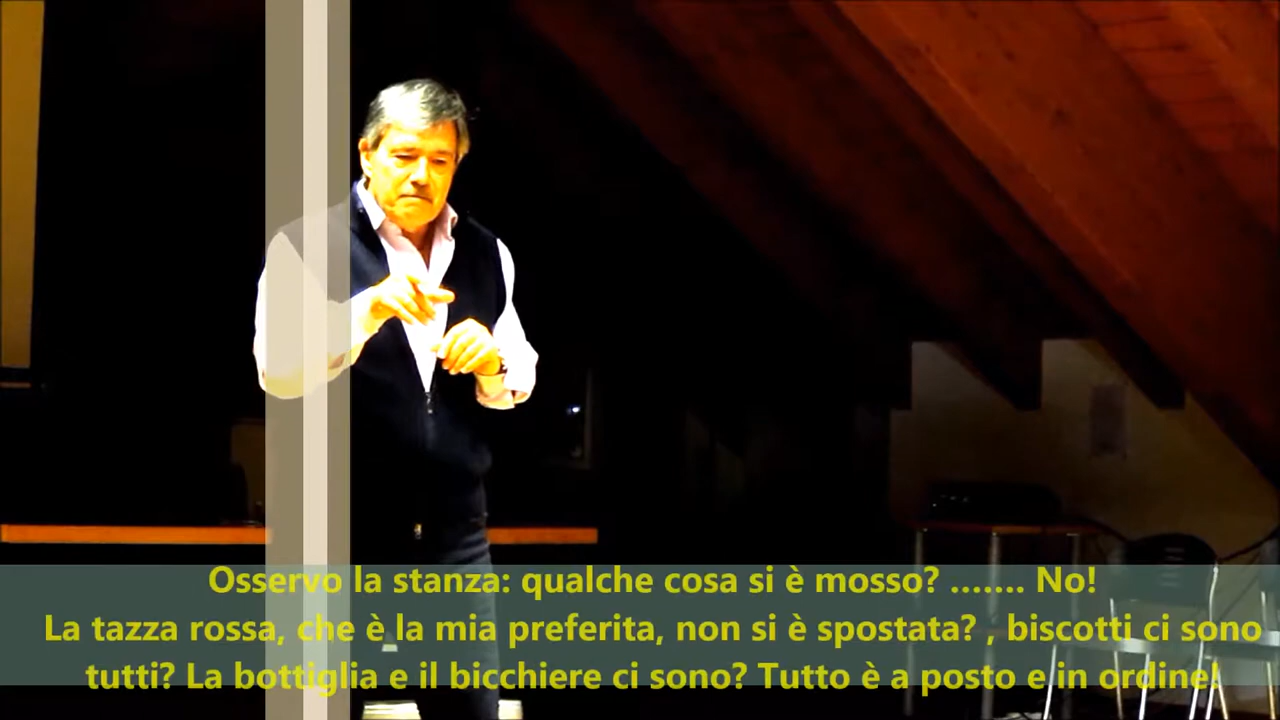 Osservo la stanza: qualche cosa si è mosso? ....... No!
La tazza rossa, che è la mia preferita, non si è spostata? , biscotti ci sono
tutti? La bottiglia e il bicchiere ci sono? Tutto è a posto e in ordine!